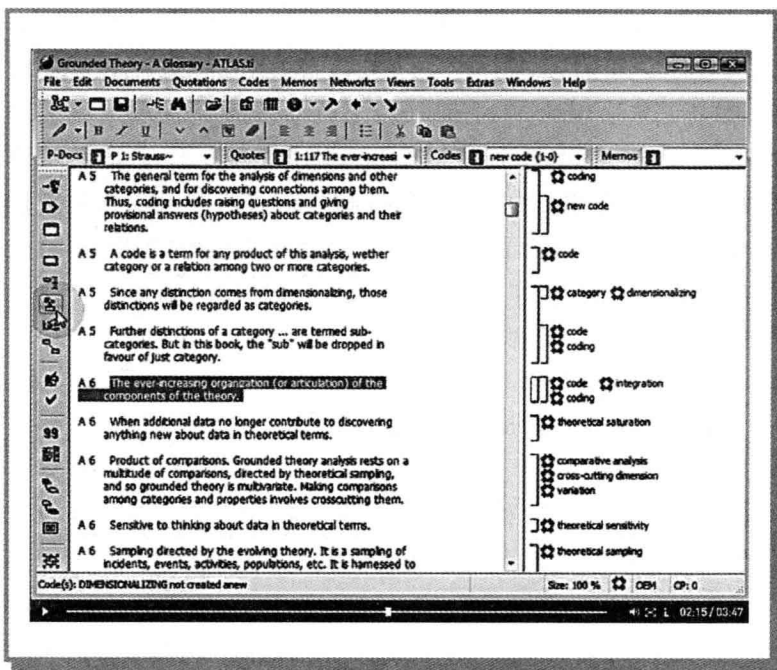 Grounded Theory - A Glossary - ATLAS.ti
File Edit Documents Quotations Codes Memos Networks Views Tools Extras Windows Help
B I U
P-Docs P 1: Strauss~ Quotes 1:117 The ever-increasi Codes new code (1-0) Memos
A 5 The general term for the analysis of dimensions and other
categories, and for discovering connections among them.
Thus, coding includes raising questions and giving
provisional answers (hypotheses) about categories and their
relations.
coding
new code
A 5 A code is a term for any product of this analysis, wether
category or a relation among two or more categories.
code
A 5 Since any distinction comes from dimensionalizing, those
distinctions will be regarded as categories.
category dimensionalizing
A 5 Further distinctions of a category ... are termed sub-
categories. But in this book, the "sub" will be dropped in
favour of just category.
code
coding
A 6 The ever-increasing organization (or articulation) of the
components of the theory.
code integration
coding
A 6 When additional data no longer contribute to discovering
anything new about data in theoretical terms.
theoretical saturation
A 6 Product of comparisons. Grounded theory analysis rests on a
multitude of comparisons, directed by theoretical sampling,
and so grounded theory is multivariate. Making comparisons
among categories and properties involves crosscutting them.
comparative analysis
cross-cutting dimension
variation
A 6 Sensitive to thinking about data in theoretical terms.
theoretical sensitivity
A 6 Sampling directed by the evolving theory. It is a sampling of
incidents, events, activities, populations, etc. It is harnessed to
theoretical sampling
99
Code(s): DIMENSIONALIZING not created anew Size: 100 % OEM CP: 0
02:15/03:47